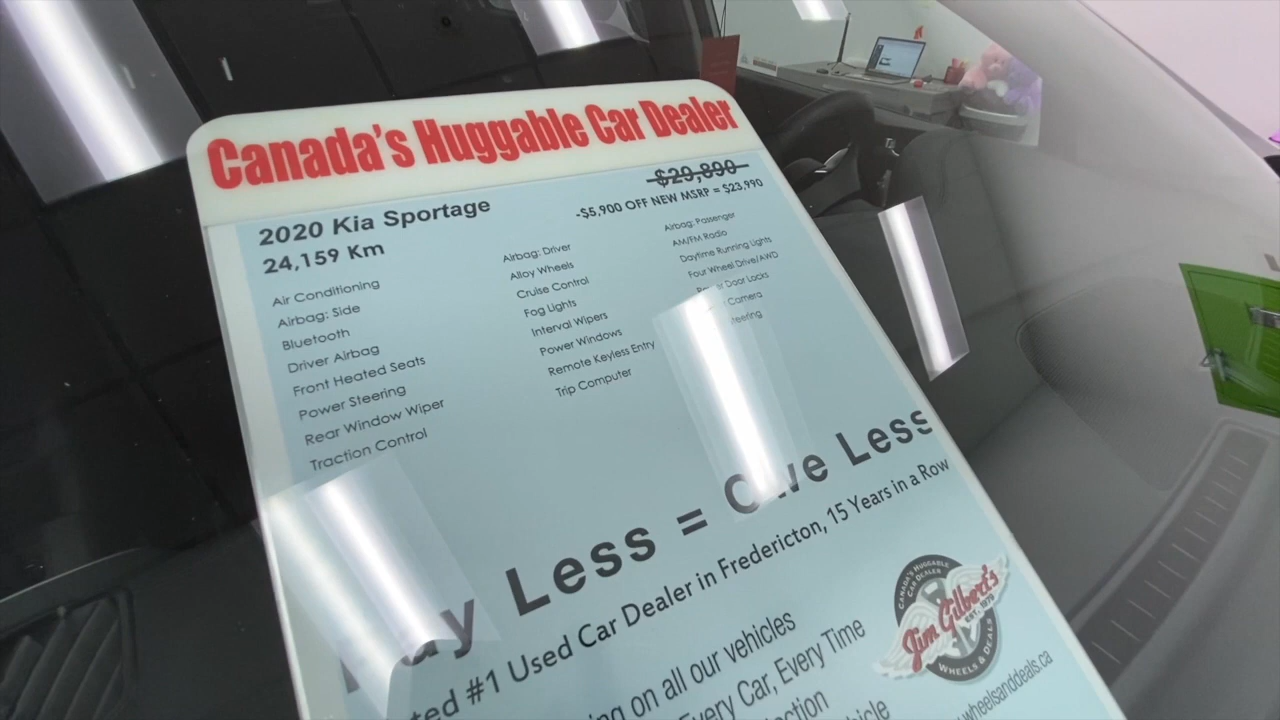 Canada's Huggable Car Dealer
2020 Kia Sportage
24,159 Km
$29,890
-$5,900 OFF NEW MSRP = $23,990
Air Conditioning
Airbag: Side
Bluetooth
Driver Airbag
Front Heated Seats
Power Steering
Rear Window Wiper
Traction Control
Airbag: Driver
Alloy Wheels
Cruise Control
Fog Lights
Interval Wipers
Power Windows
Remote Keyless Entry
Trip Computer
Airbag: Passenger
AM/FM Radio
Daytime Running Lights
Four Wheel Drive/AWD
Door Locks
Camera
Less = Owe Less
#1 Used Car Dealer in Fredericton, 15 Years in a Row
on all our vehicles
Every Car, Every Time
CANADA'S HUGGABLE
CAR DEALER
Jim Gilbert's
EST. 
WHEELS & DEALS
wheelsanddeals.ca